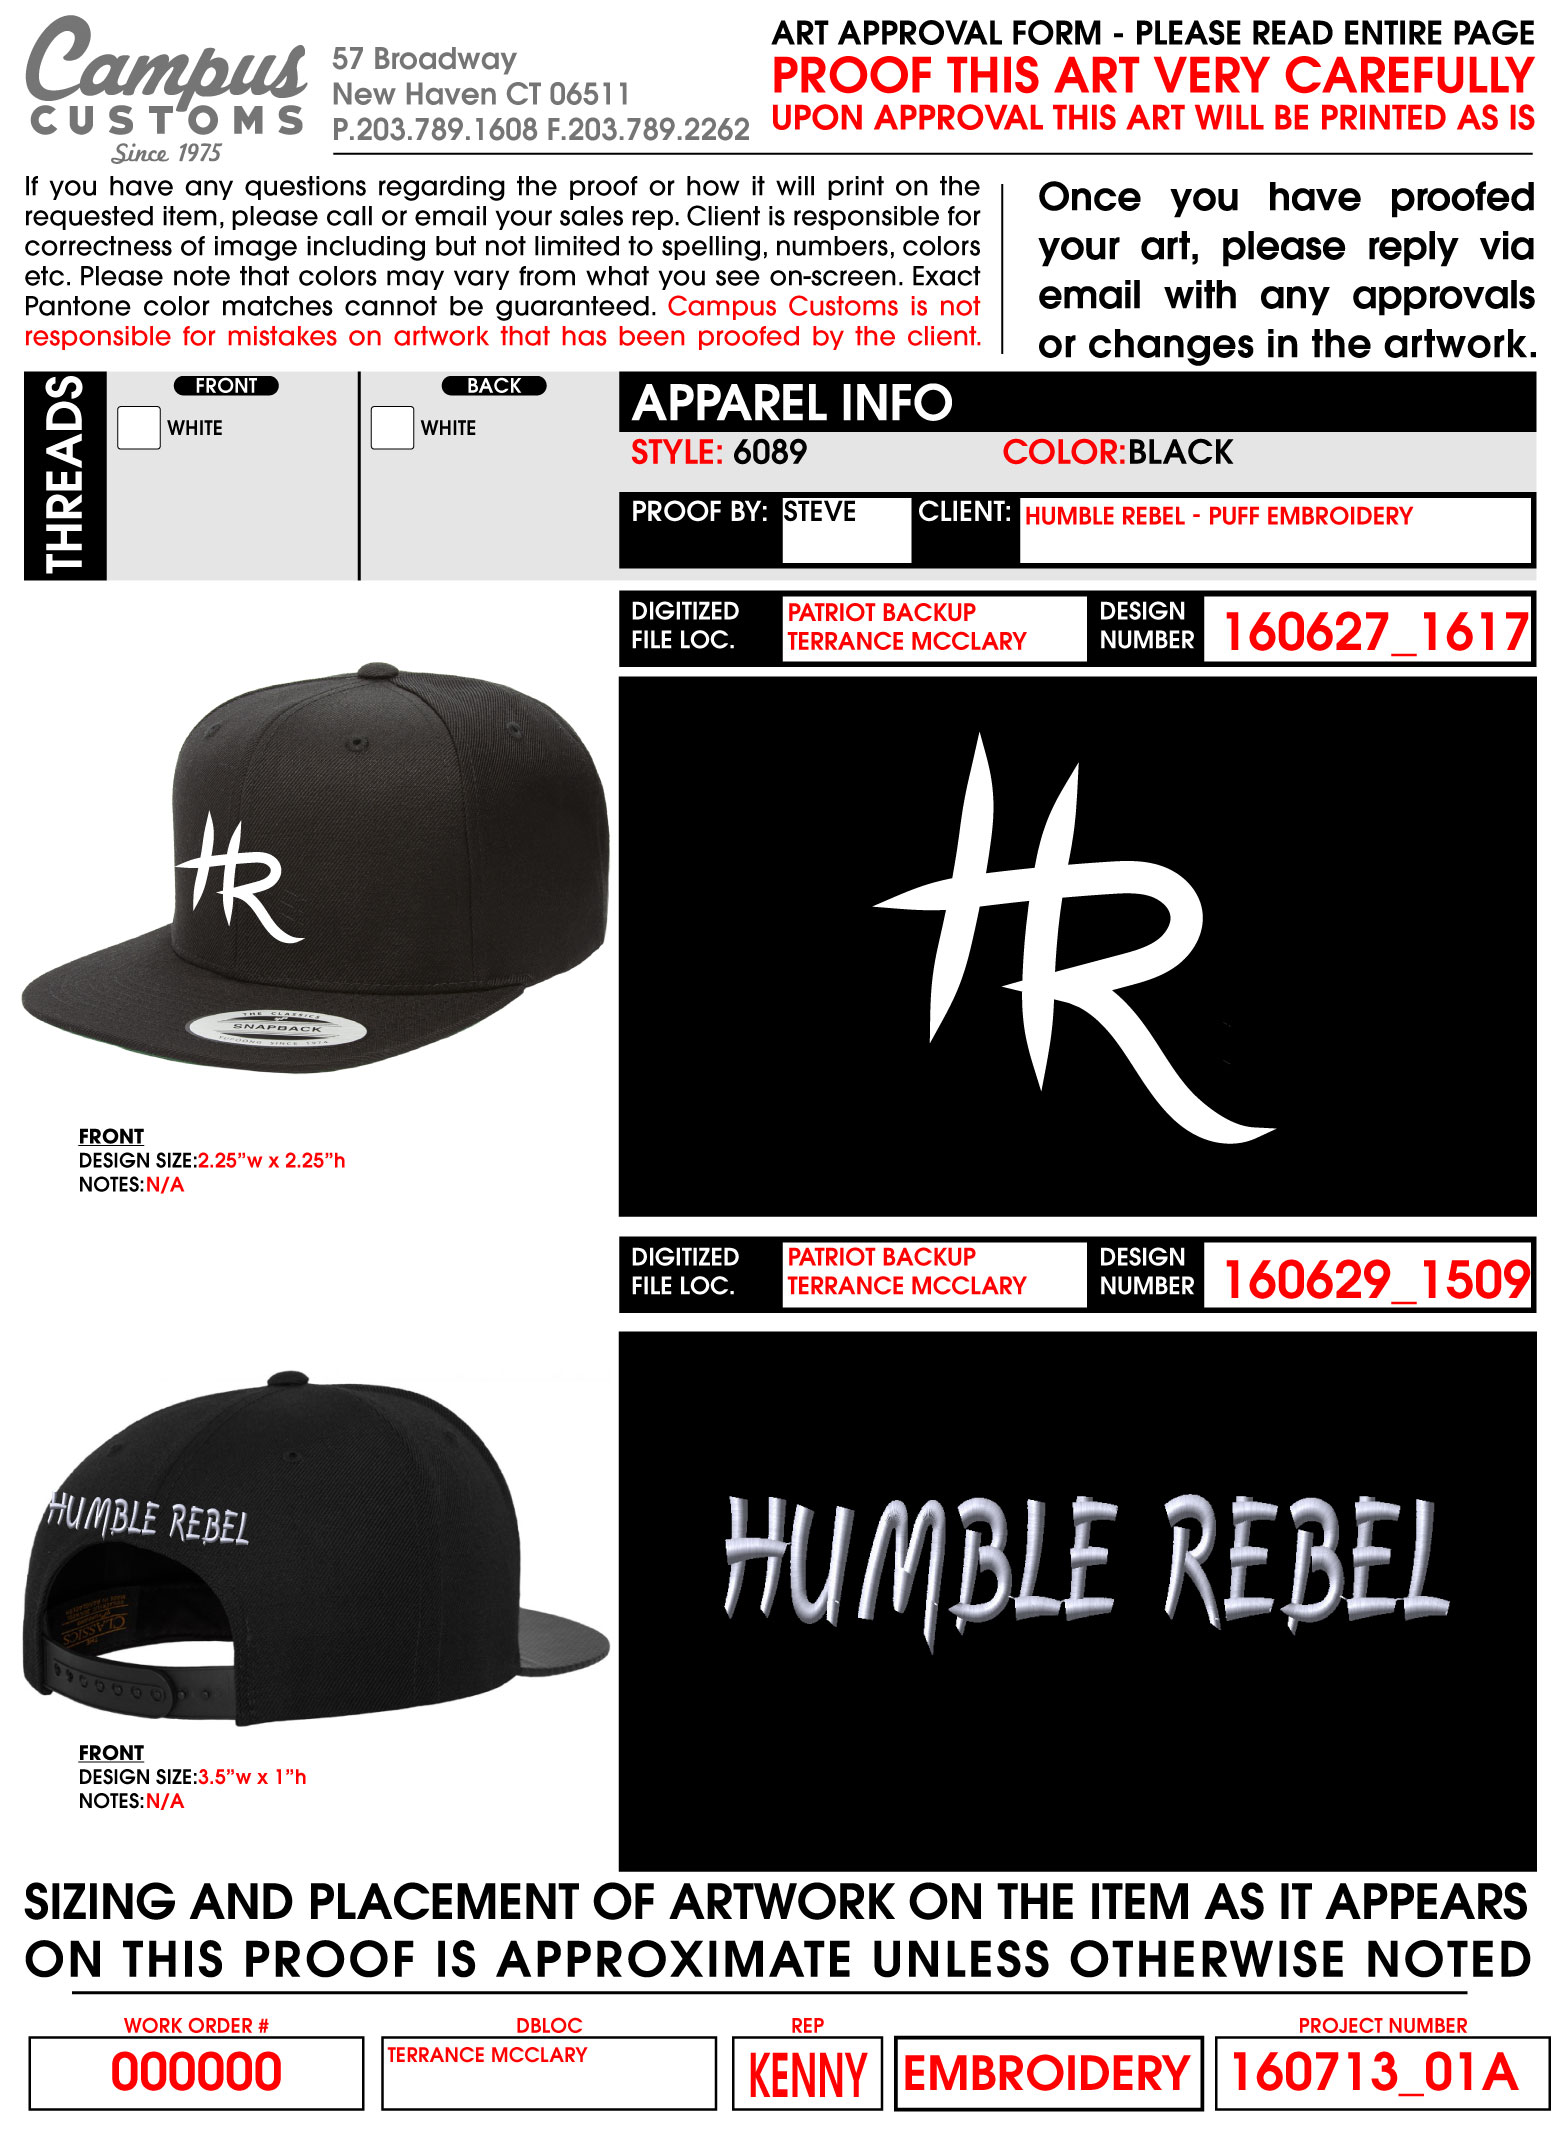 Campus
CUSTOMS
Since 1975
57 Broadway
New Haven CT 06511
P.203.789.1608 F.203.789.2262
ART APPROVAL FORM - PLEASE READ ENTIRE PAGE
PROOF THIS ART VERY CAREFULLY
UPON APPROVAL THIS ART WILL BE PRINTED AS IS
If you have any questions regarding the proof or how it will print on the
requested item, please call or email your sales rep. Client is responsible for
correctness of image including but not limited to spelling, numbers, colors
etc. Please note that colors may vary from what you see on-screen. Exact
Pantone color matches cannot be guaranteed. Campus Customs is not
responsible for mistakes on artwork that has been proofed by the client.
Once you have proofed
your art, please reply via
email with any approvals
or changes in the artwork.
THREADS
FRONT
WHITE
BACK
WHITE
APPAREL INFO
STYLE: 6089 COLOR:BLACK
PROOF BY: STEVE CLIENT: HUMBLE REBEL - PUFF EMBROIDERY
DIGITIZED
FILE LOC.
PATRIOT BACKUP
TERRANCE MCCLARY
DESIGN
NUMBER
160627_1617
HR
THE CLASSICS
SNAPBACK
HR
FRONT
DESIGN SIZE:2.25”w x 2.25”h
NOTES:N/A
DIGITIZED
FILE LOC.
PATRIOT BACKUP
TERRANCE MCCLARY
DESIGN
NUMBER
160629_1509
HUMBLE REBEL
CLASSICS
HUMBLE REBEL
FRONT
DESIGN SIZE:3.5”w x 1”h
NOTES:N/A
SIZING AND PLACEMENT OF ARTWORK ON THE ITEM AS IT APPEARS
ON THIS PROOF IS APPROXIMATE UNLESS OTHERWISE NOTED
WORK ORDER #
000000
DBLOC
TERRANCE MCCLARY
REP
KENNY
EMBROIDERY
PROJECT NUMBER
160713_01A